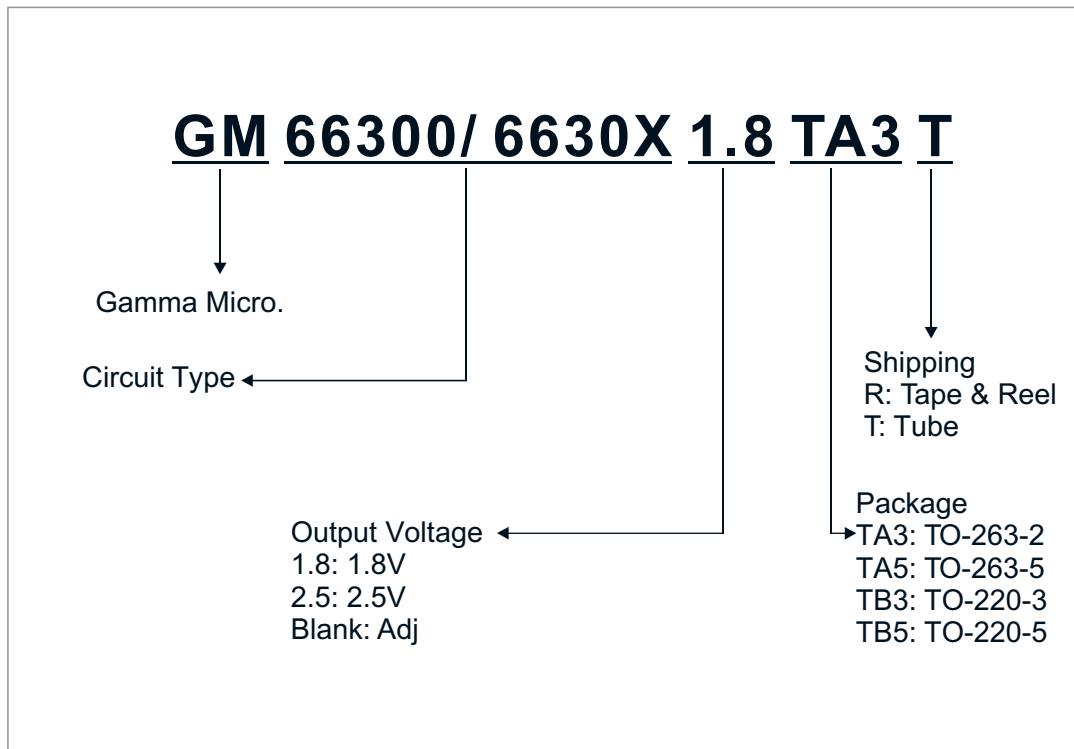 GM 66300/ 6630X 1.8 TA3 T
Gamma Micro.
Circuit Type
Shipping
R: Tape & Reel
T: Tube
Output Voltage
1.8: 1.8V
2.5: 2.5V
Blank: Adj
Package
TA3: TO-263-2
TA5: TO-263-5
TB3: TO-220-3
TB5: TO-220-5